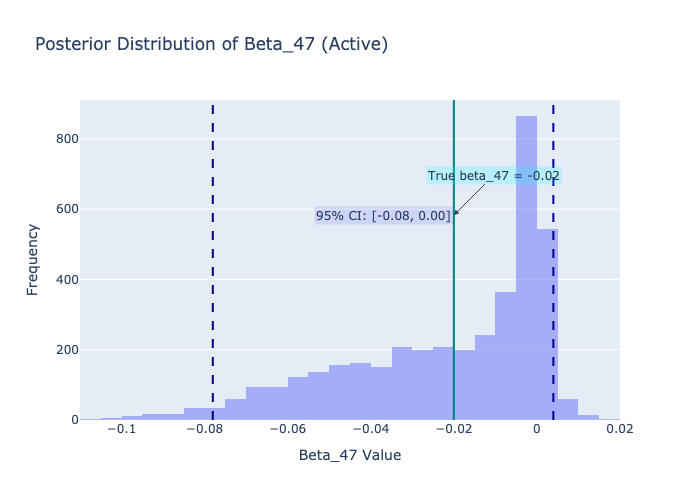 Posterior Distribution of Beta_47 (Active)
800
True beta_47 = -0.02
600
95% CI: [-0.08, 0.00]
Frequency
400
200
0
−0.1
−0.08
−0.06
−0.04
−0.02
0
0.02
Beta_47 Value